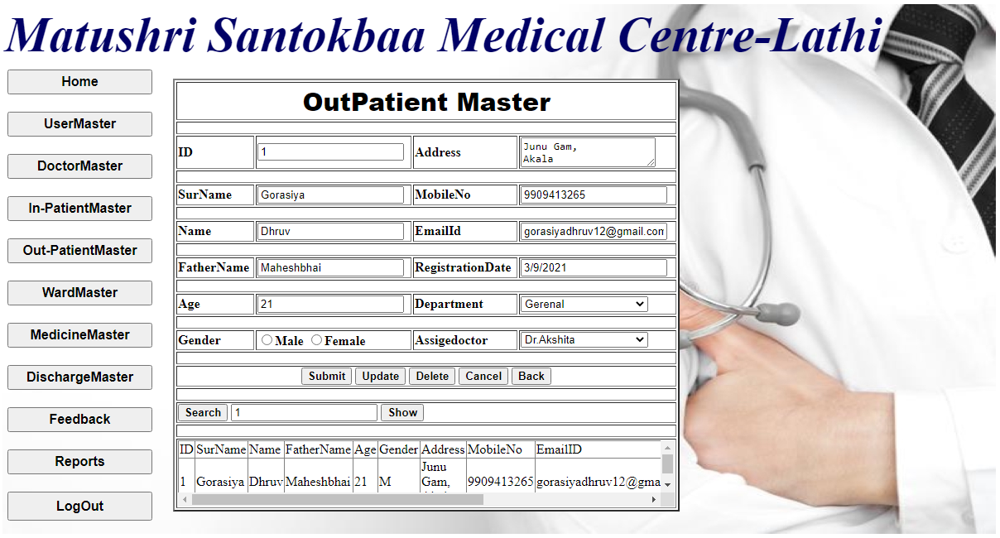 Matushri Santokbaa Medical Centre-Lathi
Home
UserMaster
DoctorMaster
In-PatientMaster
Out-PatientMaster
WardMaster
MedicineMaster
DischargeMaster
Feedback
Reports
LogOut
OutPatient Master
ID 1 Address Junu Gam,
Akala
SurName Gorasiya MobileNo 9909413265
Name Dhruv EmailId gorasiyadhruv12@gmail.com
FatherName Maheshbhai RegistrationDate 3/9/2021
Age 21 Department Gerenal
Gender Male Female Assigedoctor Dr.Akshita
Submit Update Delete Cancel Back
Search 1 Show
ID SurName Name FatherName Age Gender Address MobileNo EmailID
1 Gorasiya Dhruv Maheshbhai 21 M Junu Gam, 9909413265 gorasiyadhruv12@gma